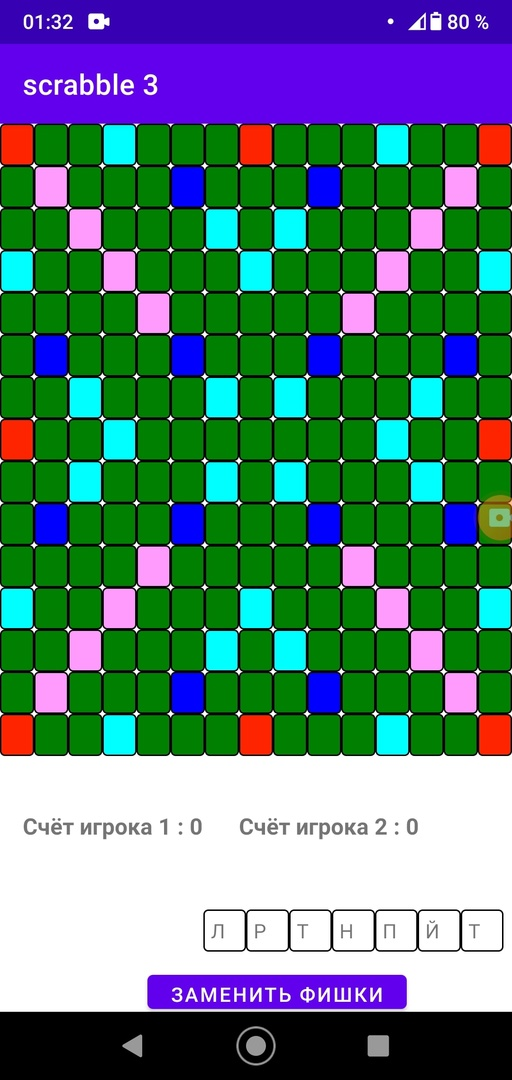 01:32 80 %
scrabble 3
Счёт игрока 1 : 0 Счёт игрока 2 : 0
Л Р Т Н П Й Т
ЗАМЕНИТЬ ФИШКИ